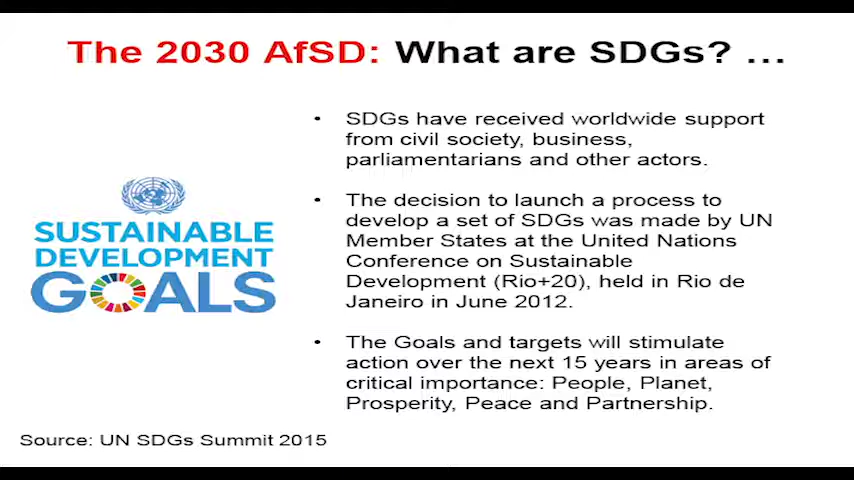 The 2030 AfSD: What are SDGs? ...
• SDGs have received worldwide support
from civil society, business,
parliamentarians and other actors.
• The decision to launch a process to
develop a set of SDGs was made by UN
Member States at the United Nations
Conference on Sustainable
Development (Rio+20), held in Rio de
Janeiro in June 2012.
• The Goals and targets will stimulate
action over the next 15 years in areas of
critical importance: People, Planet,
Prosperity, Peace and Partnership.
SUSTAINABLE
DEVELOPMENT
GOALS
Source: UN SDGs Summit 2015